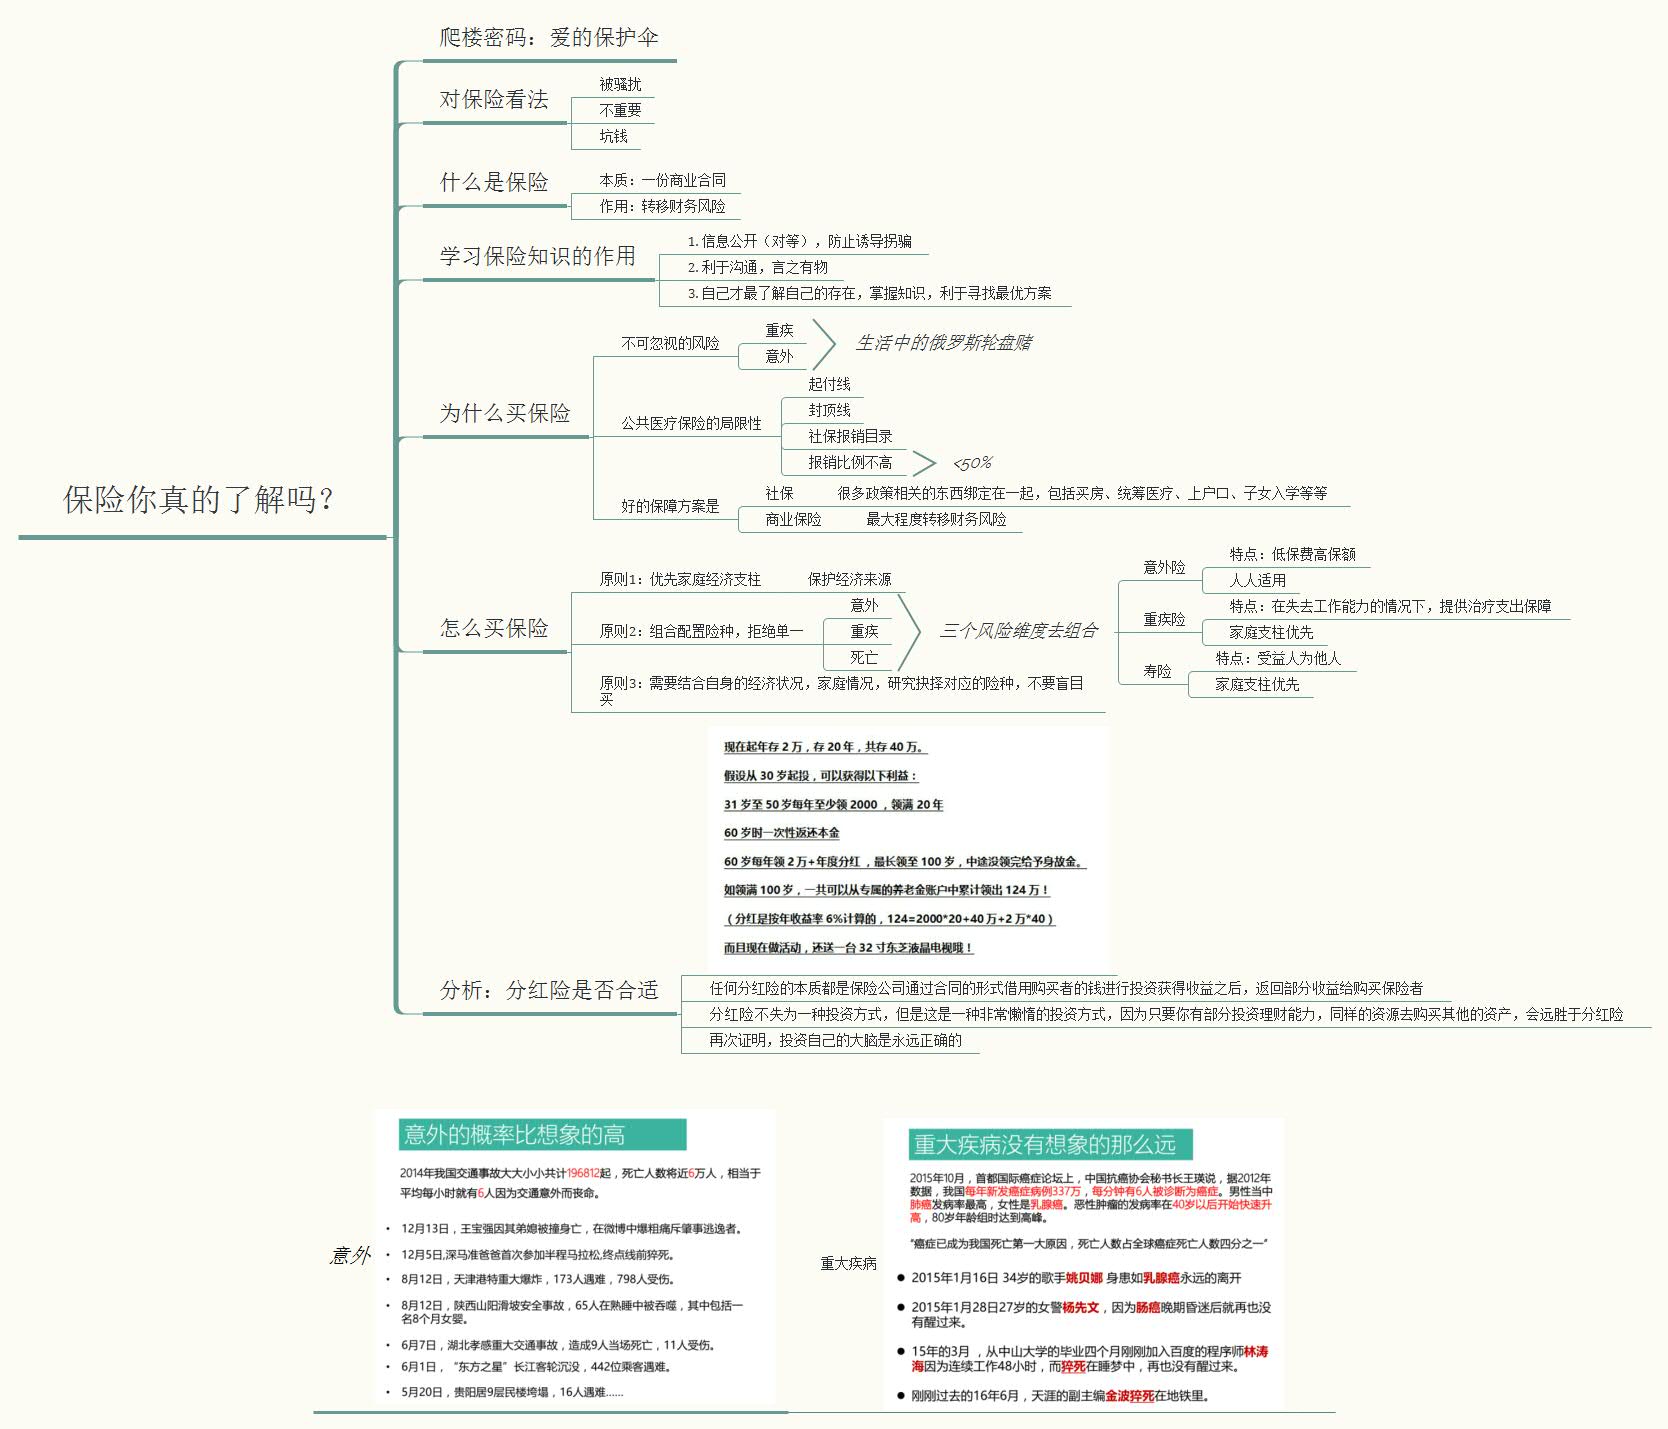 爬楼密码：爱的保护伞
对保险看法
被骚扰
不重要
坑钱
什么是保险
本质：一份商业合同
作用：转移财务风险
学习保险知识的作用
1. 信息公开（对等），防止诱导拐骗
2. 利于沟通，言之有物
3. 自己才最了解自己的存在，掌握知识，利于寻找最优方案
为什么买保险
不可忽视的风险
重疾
意外
生活中的俄罗斯轮盘赌
公共医疗保险的局限性
起付线
封顶线
社保报销目录
报销比例不高
<50%
好的保障方案是
社保
很多政策相关的东西绑定在一起，包括买房、统筹医疗、上户口、子女入学等等
商业保险
最大程度转移财务风险
保险你真的了解吗？
怎么买保险
原则1：优先家庭经济支柱
保护经济来源
原则2：组合配置险种，拒绝单一
意外
重疾
死亡
三个风险维度去组合
意外险
特点：低保费高保额
人人适用
重疾险
特点：在失去工作能力的情况下，提供治疗支出保障
家庭支柱优先
寿险
特点：受益人为他人
家庭支柱优先
原则3：需要结合自身的经济状况，家庭情况，研究抉择对应的险种，不要盲目
买
现在起年存 2 万，存 20 年，共存 40 万。
假设从 30 岁起投，可以获得以下利益：
31 岁至 50 岁每年至少领 2000 ，领满 20 年
60 岁时一次性返还本金
60 岁每年领 2 万+年度分红 ，最长领至 100 岁，中途没领完给予身故金。
如领满 100 岁，一共可以从专属的养老金账户中累计领出 124 万！
（分红是按年收益率 6%计算的，124=2000*20+40 万+2 万*40）
而且现在做活动，还送一台 32 寸东芝液晶电视哦！
分析：分红险是否合适
任何分红险的本质都是保险公司通过合同的形式借用购买者的钱进行投资获得收益之后，返回部分收益给购买保险者
分红险不失为一种投资方式，但是这是一种非常懒惰的投资方式，因为只要你有部分投资理财能力，同样的资源去购买其他的资产，会远胜于分红险
再次证明，投资自己的大脑是永远正确的
意外
意外的概率比想象的高
2014年我国交通事故大大小小共计196812起，死亡人数将近6万人，相当于
平均每小时就有6人因为交通意外而丧命。
• 12月13日，王宝强因其弟媳被撞身亡，在微博中爆粗痛斥肇事逃逸者。
• 12月5日,深马准爸爸首次参加半程马拉松,终点线前猝死。
• 8月12日，天津港特重大爆炸，173人遇难，798人受伤。
• 8月12日，陕西山阳滑坡安全事故，65人在熟睡中被吞噬，其中包括一
名8个月女婴。
• 6月7日，湖北孝感重大交通事故，造成9人当场死亡，11人受伤。
• 6月1日，“东方之星”长江客轮沉没，442位乘客遇难。
• 5月20日，贵阳居9层民楼垮塌，16人遇难......
重大疾病
重大疾病没有想象的那么远
2015年10月，首都国际癌症论坛上，中国抗癌协会秘书长王瑛说，据2012年
数据，我国每年新发癌症病例337万，每分钟有6人被诊断为癌症。男性当中
肺癌发病率最高，女性是乳腺癌。恶性肿瘤的发病率在40岁以后开始快速升
高，80岁年龄组时达到高峰。
“癌症已成为我国死亡第一大原因，死亡人数占全球癌症死亡人数四分之一”
● 2015年1月16日 34岁的歌手姚贝娜 身患如乳腺癌永远的离开
● 2015年1月28日27岁的女警杨先文，因为肠癌晚期昏迷后就再也没
有醒过来。
● 15年的3月 ，从中山大学的毕业四个月刚刚加入百度的程序师林涛
海因为连续工作48小时，而猝死在睡梦中，再也没有醒过来。
● 刚刚过去的16年6月，天涯的副主编金波猝死在地铁里。